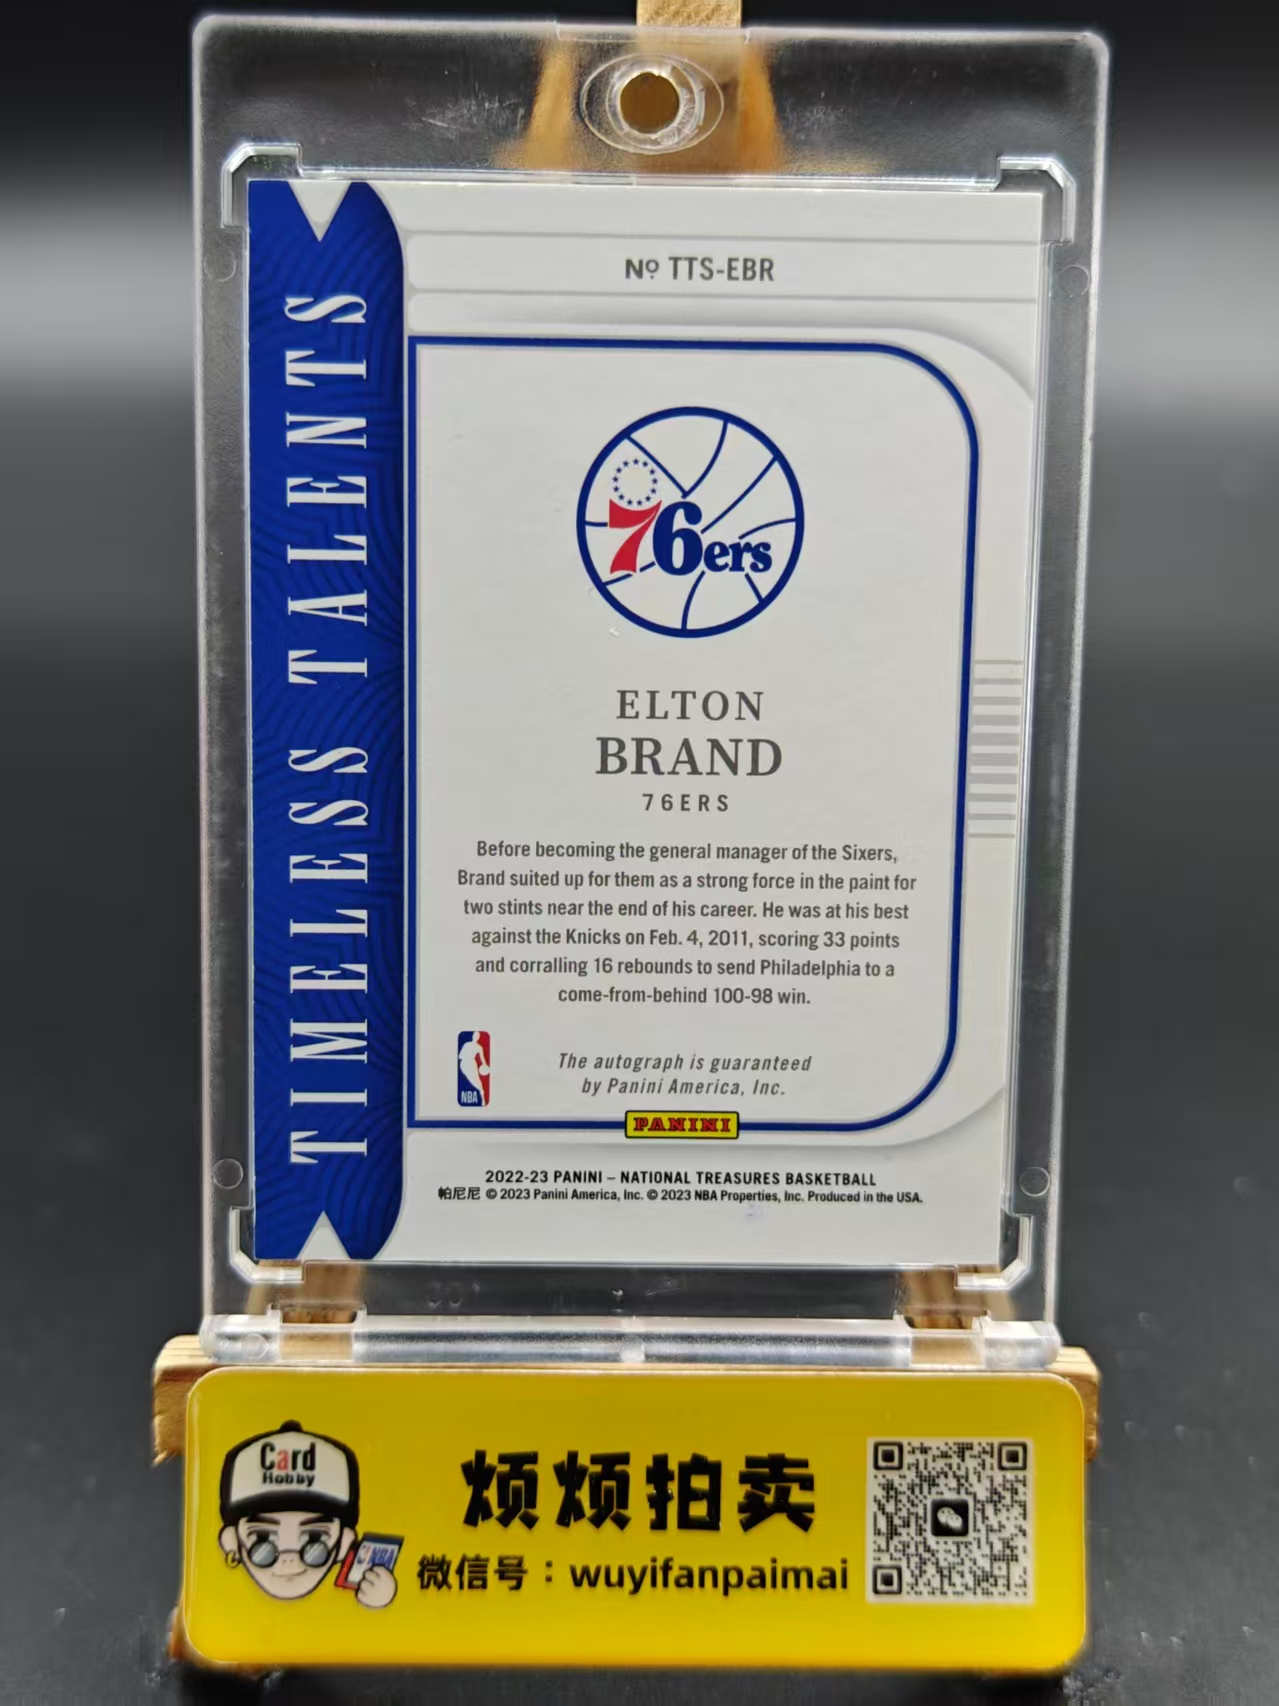 Nº TTS-EBR
TIMELESS TALENTS
76ers
ELTON
BRAND
76ERS
Before becoming the general manager of the Sixers,
Brand suited up for them as a strong force in the paint for
two stints near the end of his career. He was at his best
against the Knicks on Feb. 4, 2011, scoring 33 points
and corralling 16 rebounds to send Philadelphia to a
come-from-behind 100-98 win.
NBA
The autograph is guaranteed
by Panini America, Inc.
PANINI
2022-23 PANINI – NATIONAL TREASURES BASKETBALL
帕尼尼 © 2023 Panini America, Inc. © 2023 NBA Properties, Inc. Produced in the USA.
Card
Hobby
NBA
烦烦拍卖
微信号：wuyifanpaimai